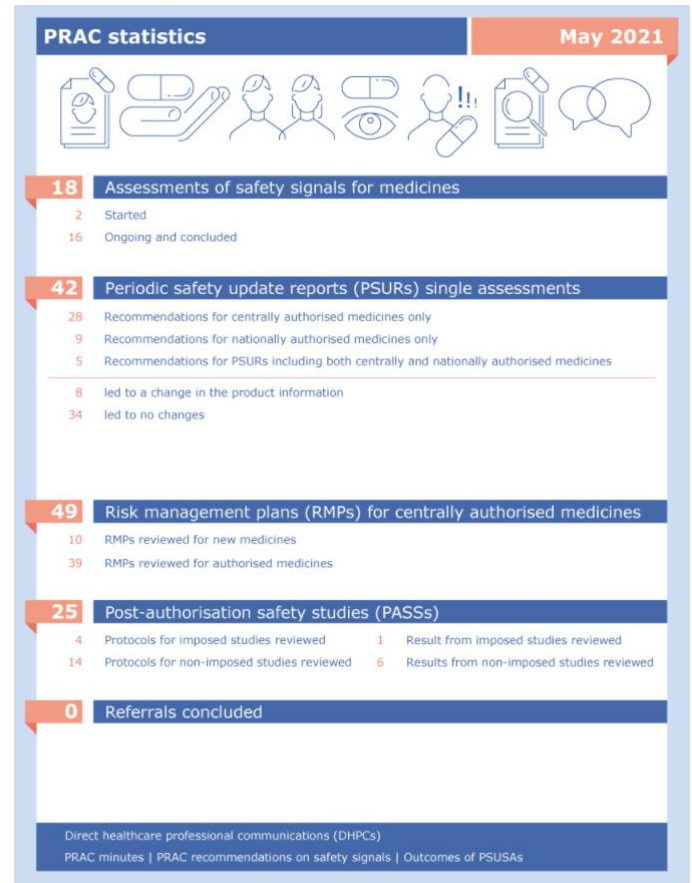 PRAC statistics
May 2021
18 Assessments of safety signals for medicines
2 Started
16 Ongoing and concluded
42 Periodic safety update reports (PSURs) single assessments
28 Recommendations for centrally authorised medicines only
9 Recommendations for nationally authorised medicines only
5 Recommendations for PSURs including both centrally and nationally authorised medicines
8 led to a change in the product information
34 led to no changes
49 Risk management plans (RMPs) for centrally authorised medicines
10 RMPs reviewed for new medicines
39 RMPs reviewed for authorised medicines
25 Post-authorisation safety studies (PASSs)
4 Protocols for imposed studies reviewed 1 Result from imposed studies reviewed
14 Protocols for non-imposed studies reviewed 6 Results from non-imposed studies reviewed
0 Referrals concluded
Direct healthcare professional communications (DHPCs)
PRAC minutes | PRAC recommendations on safety signals | Outcomes of PSUSAs